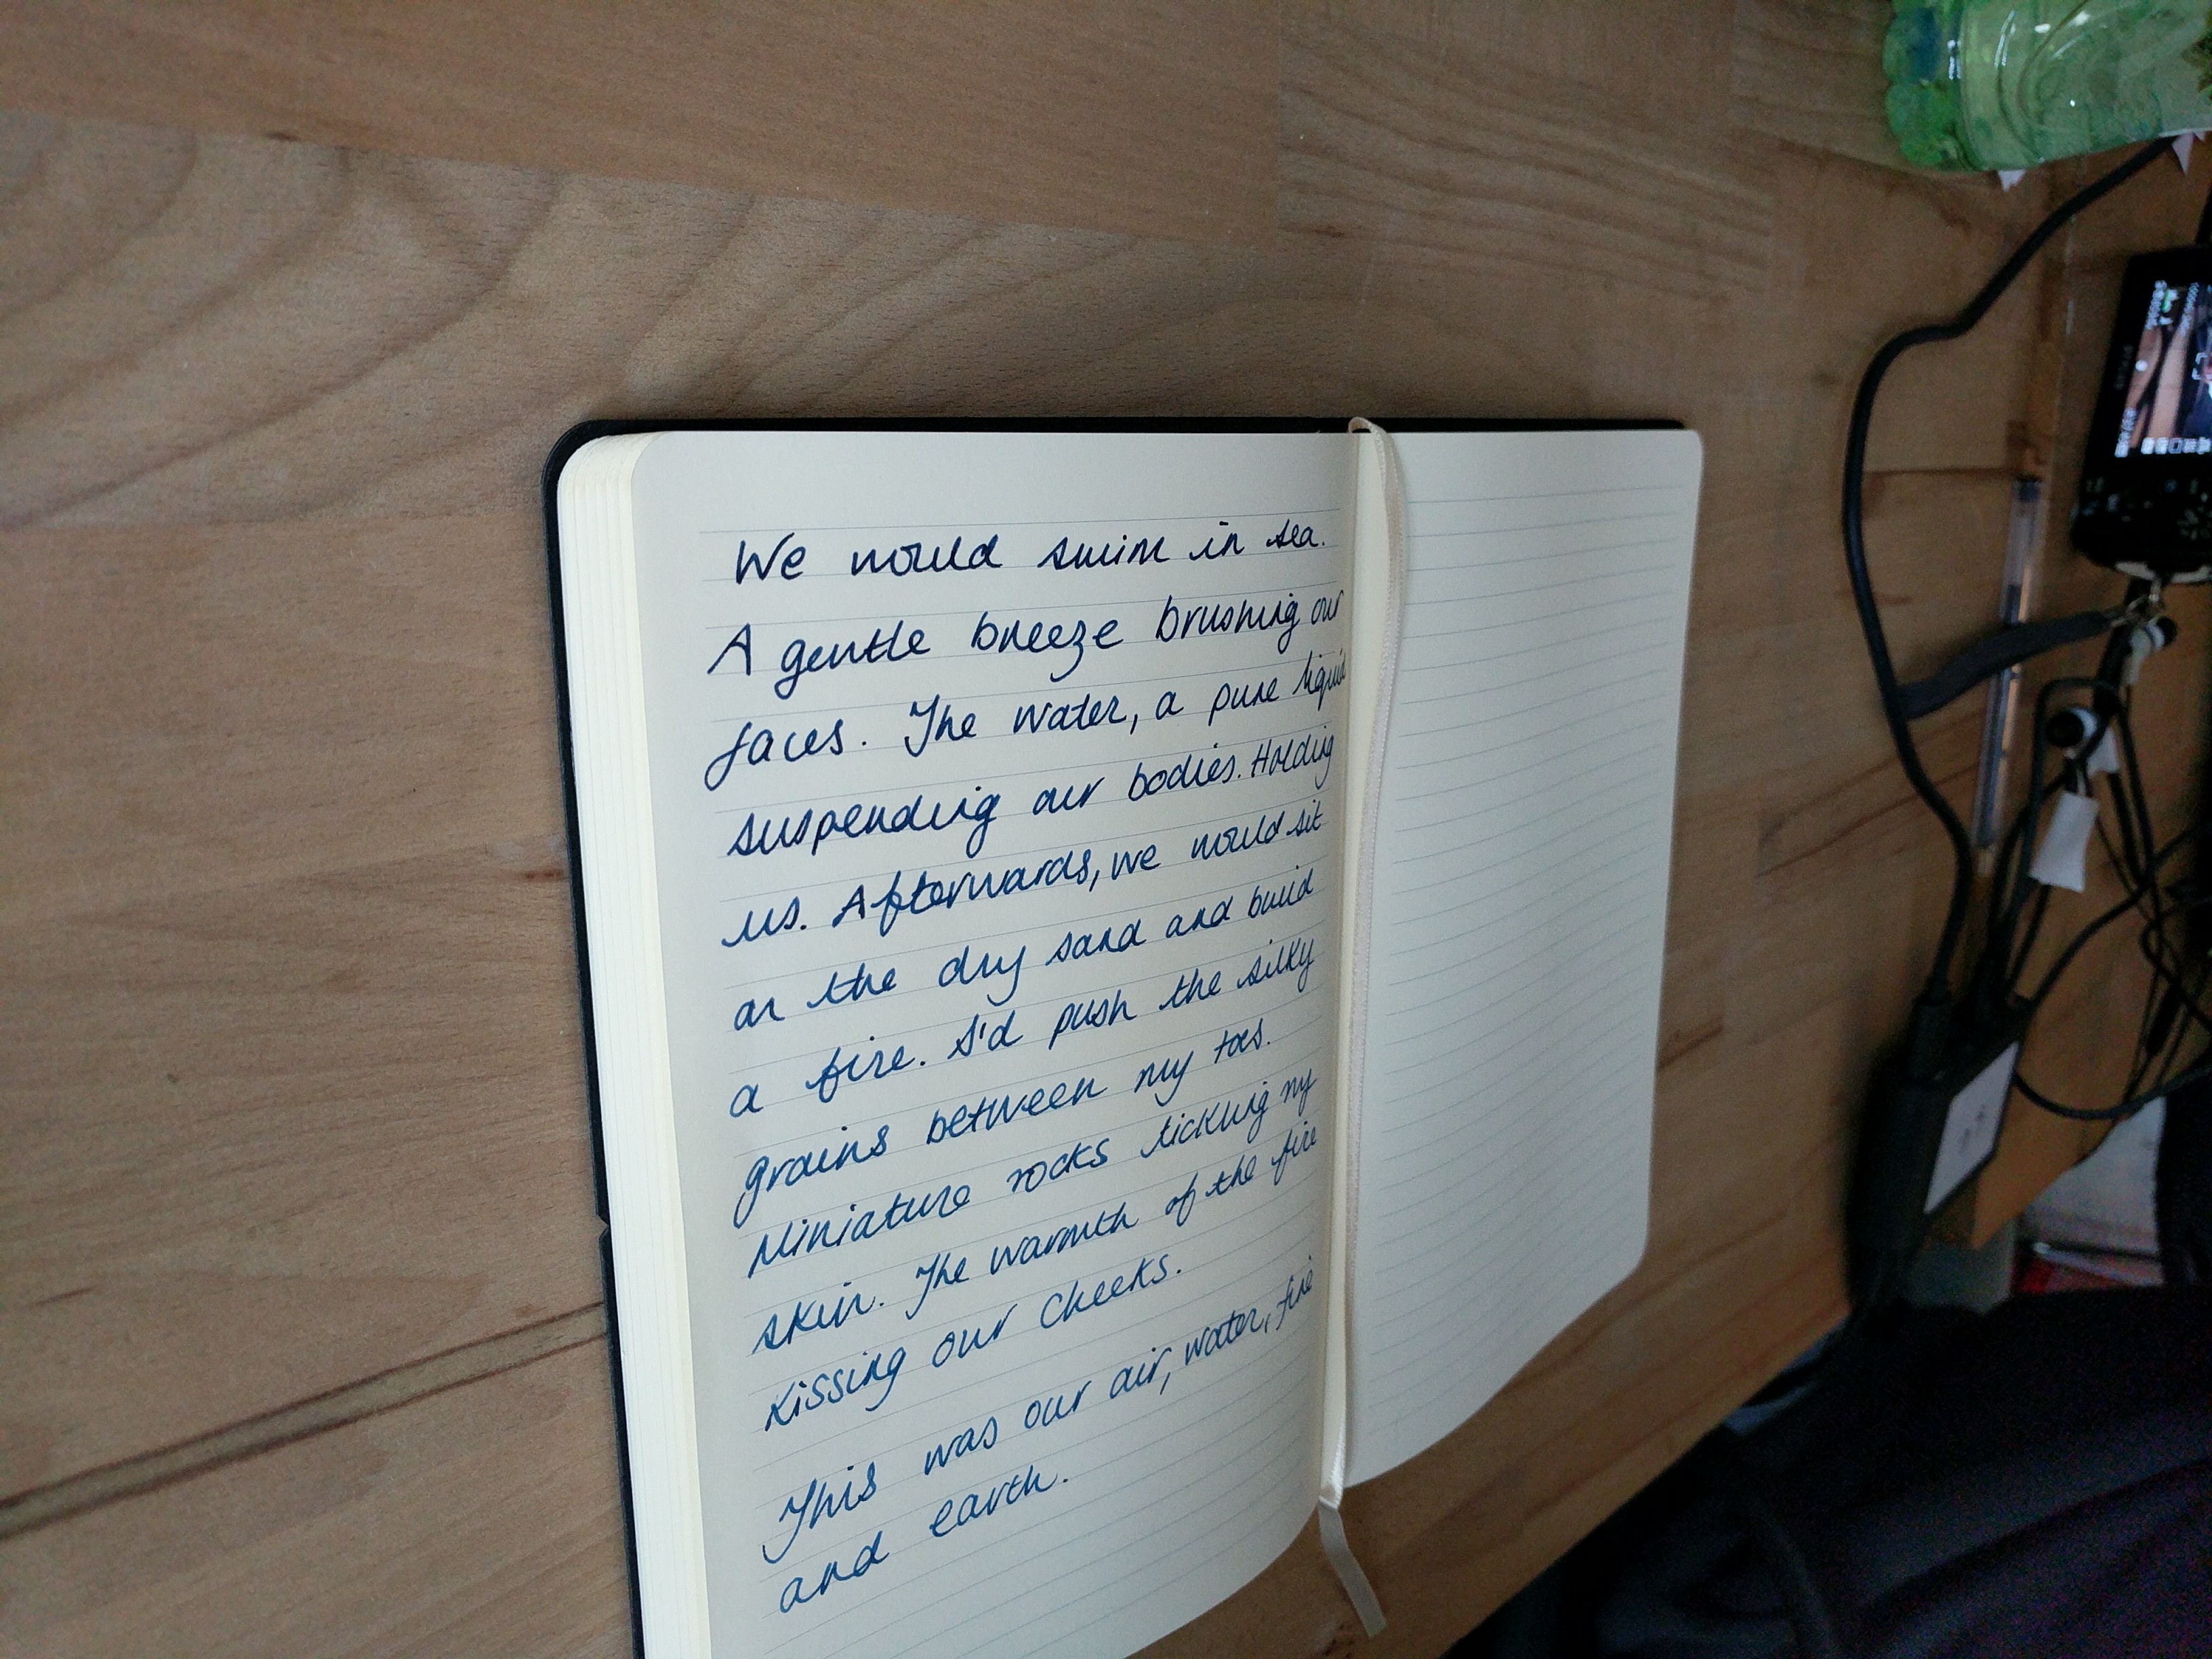 We would swim in sea.
A gentle breeze brushing our
faces. The water, a pure liquid
suspending our bodies. Holding
us. Afterwards, we would sit
on the dry sand and build
a fire. I'd push the silky
grains between my toes.
Miniature rocks tickling my
skin. The warmth of the fire
kissing our cheeks.
This was our air, water, fire
and earth.